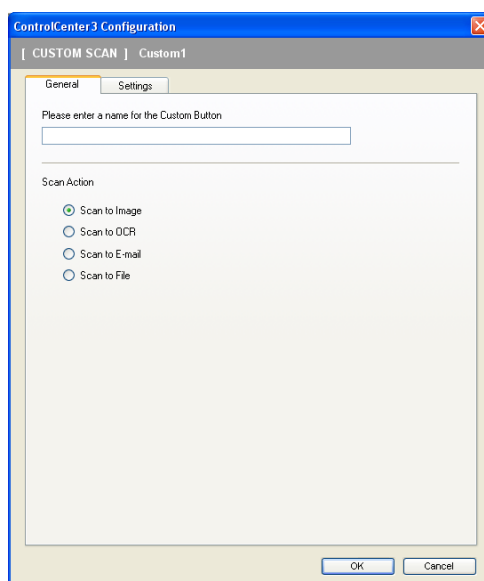 ControlCenter3 Configuration
[ CUSTOM SCAN ] Custom1
General Settings
Please enter a name for the Custom Button
Scan Action
Scan to Image
Scan to OCR
Scan to E-mail
Scan to File
OK Cancel